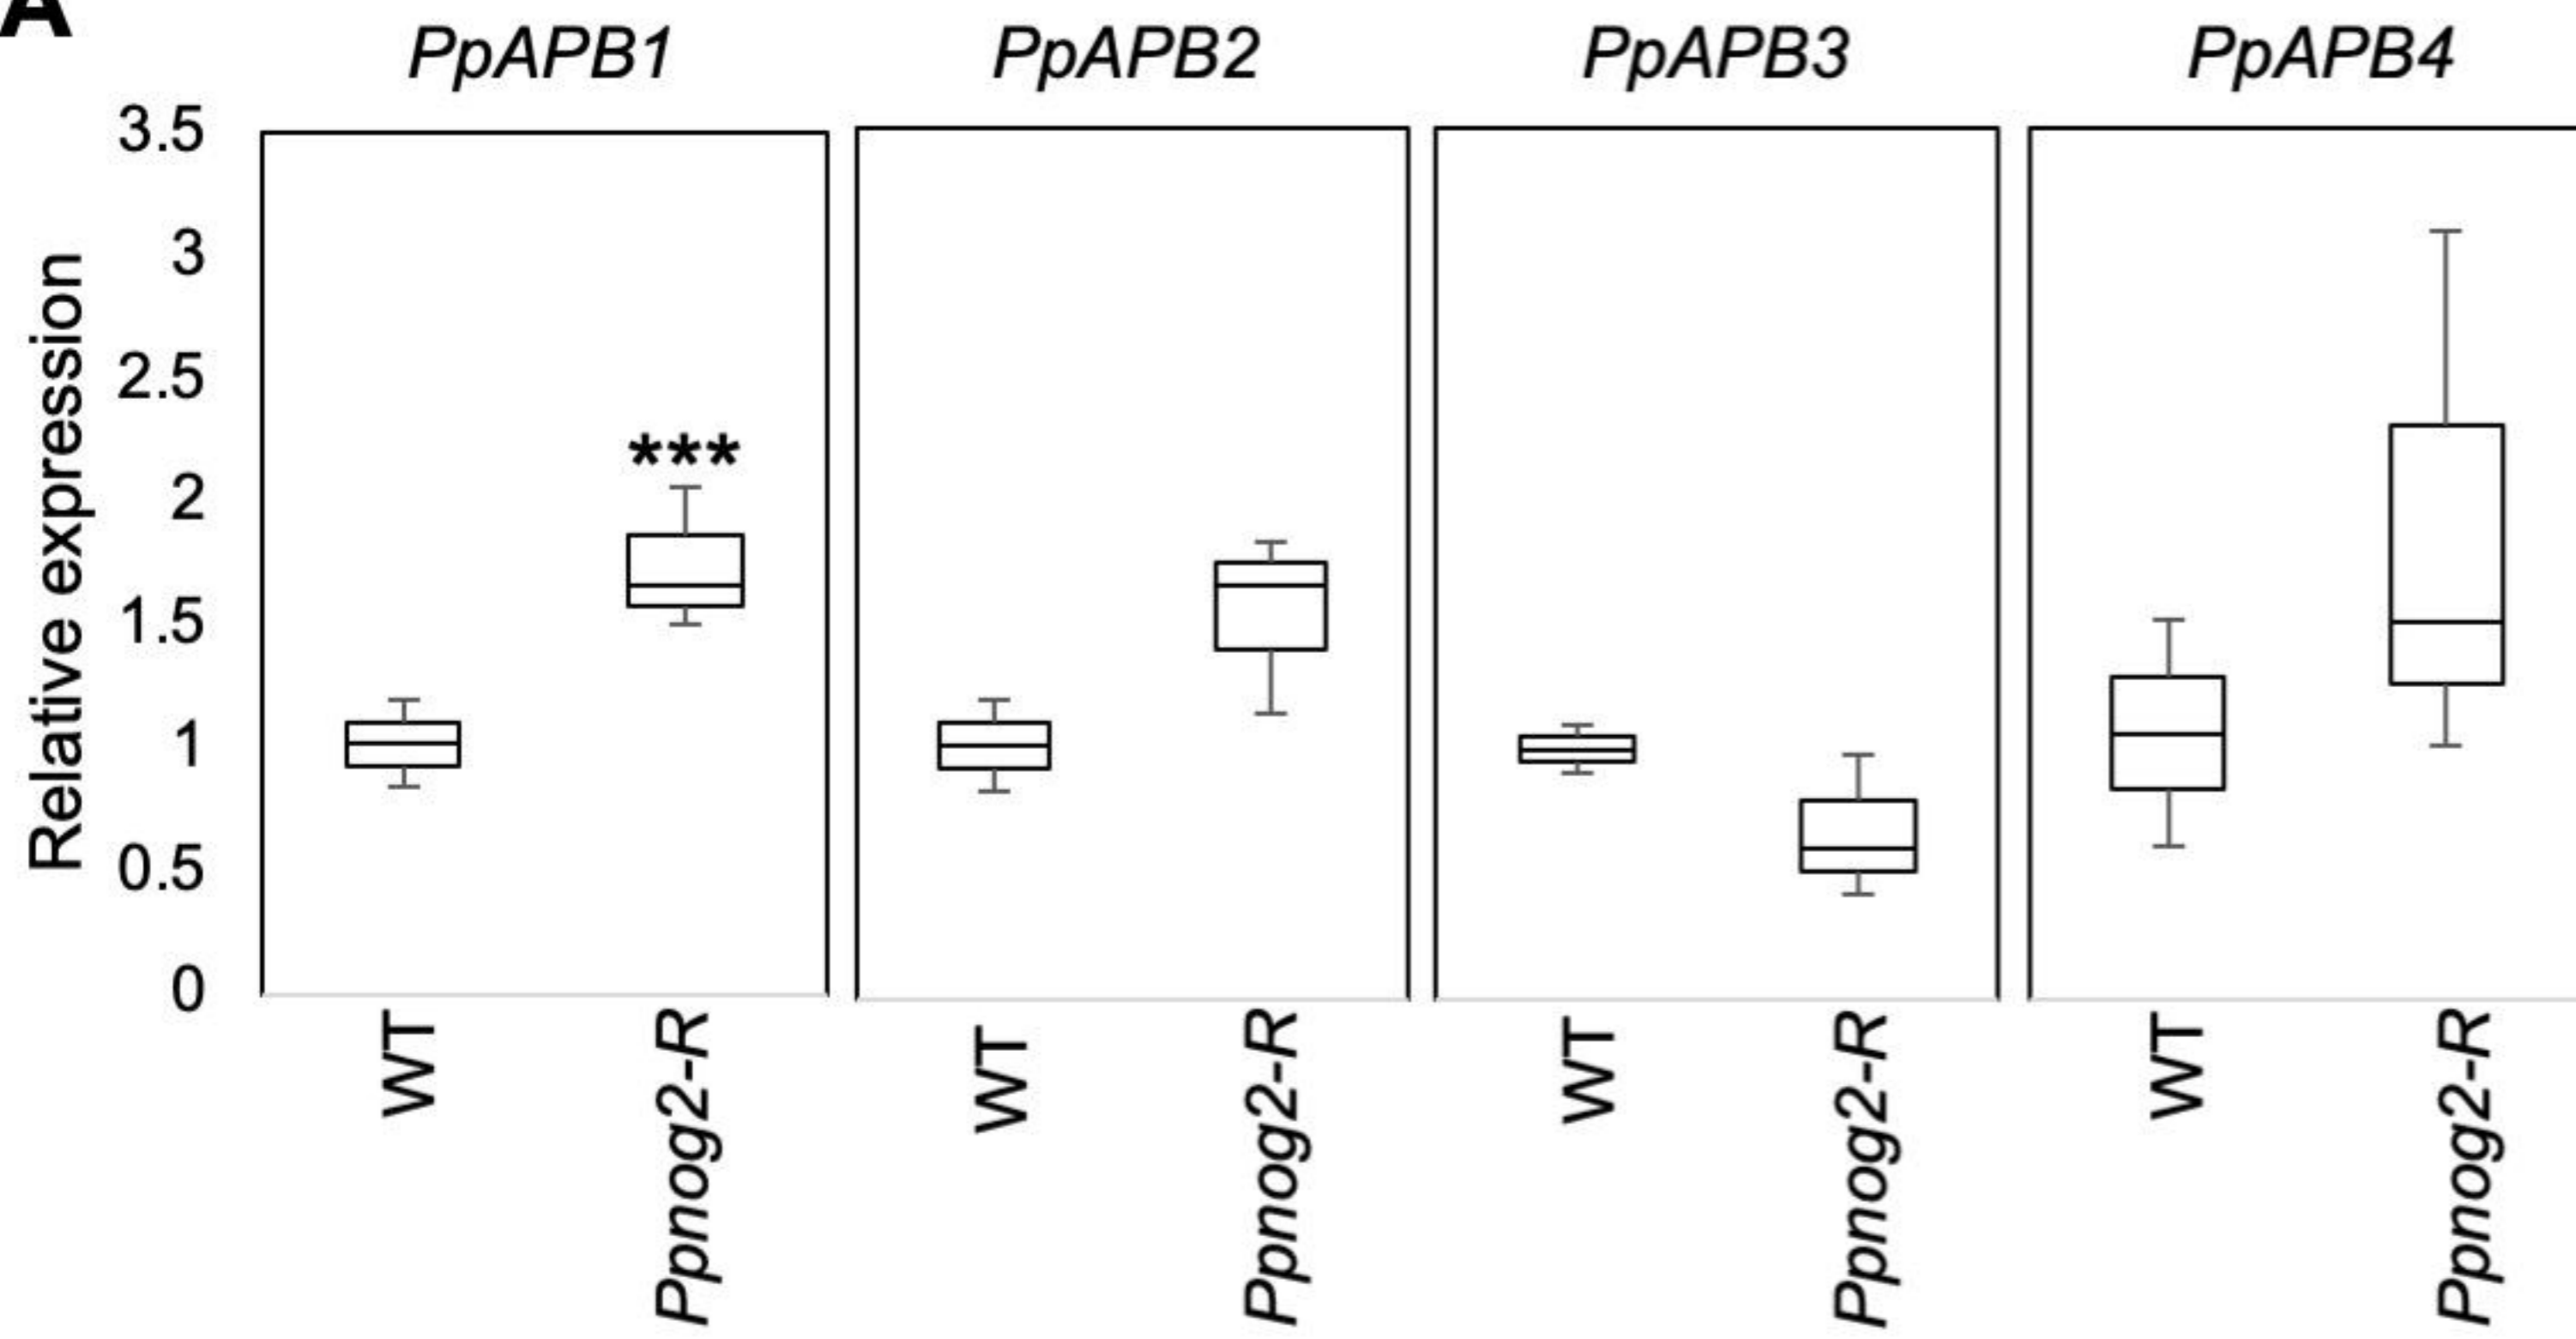 A
PpAPB1 PpAPB2 PpAPB3 PpAPB4
Relative expression
3.5
3
2.5
2
1.5
1
0.5
0
***
WT Ppnog2-R WT Ppnog2-R WT Ppnog2-R WT Ppnog2-R